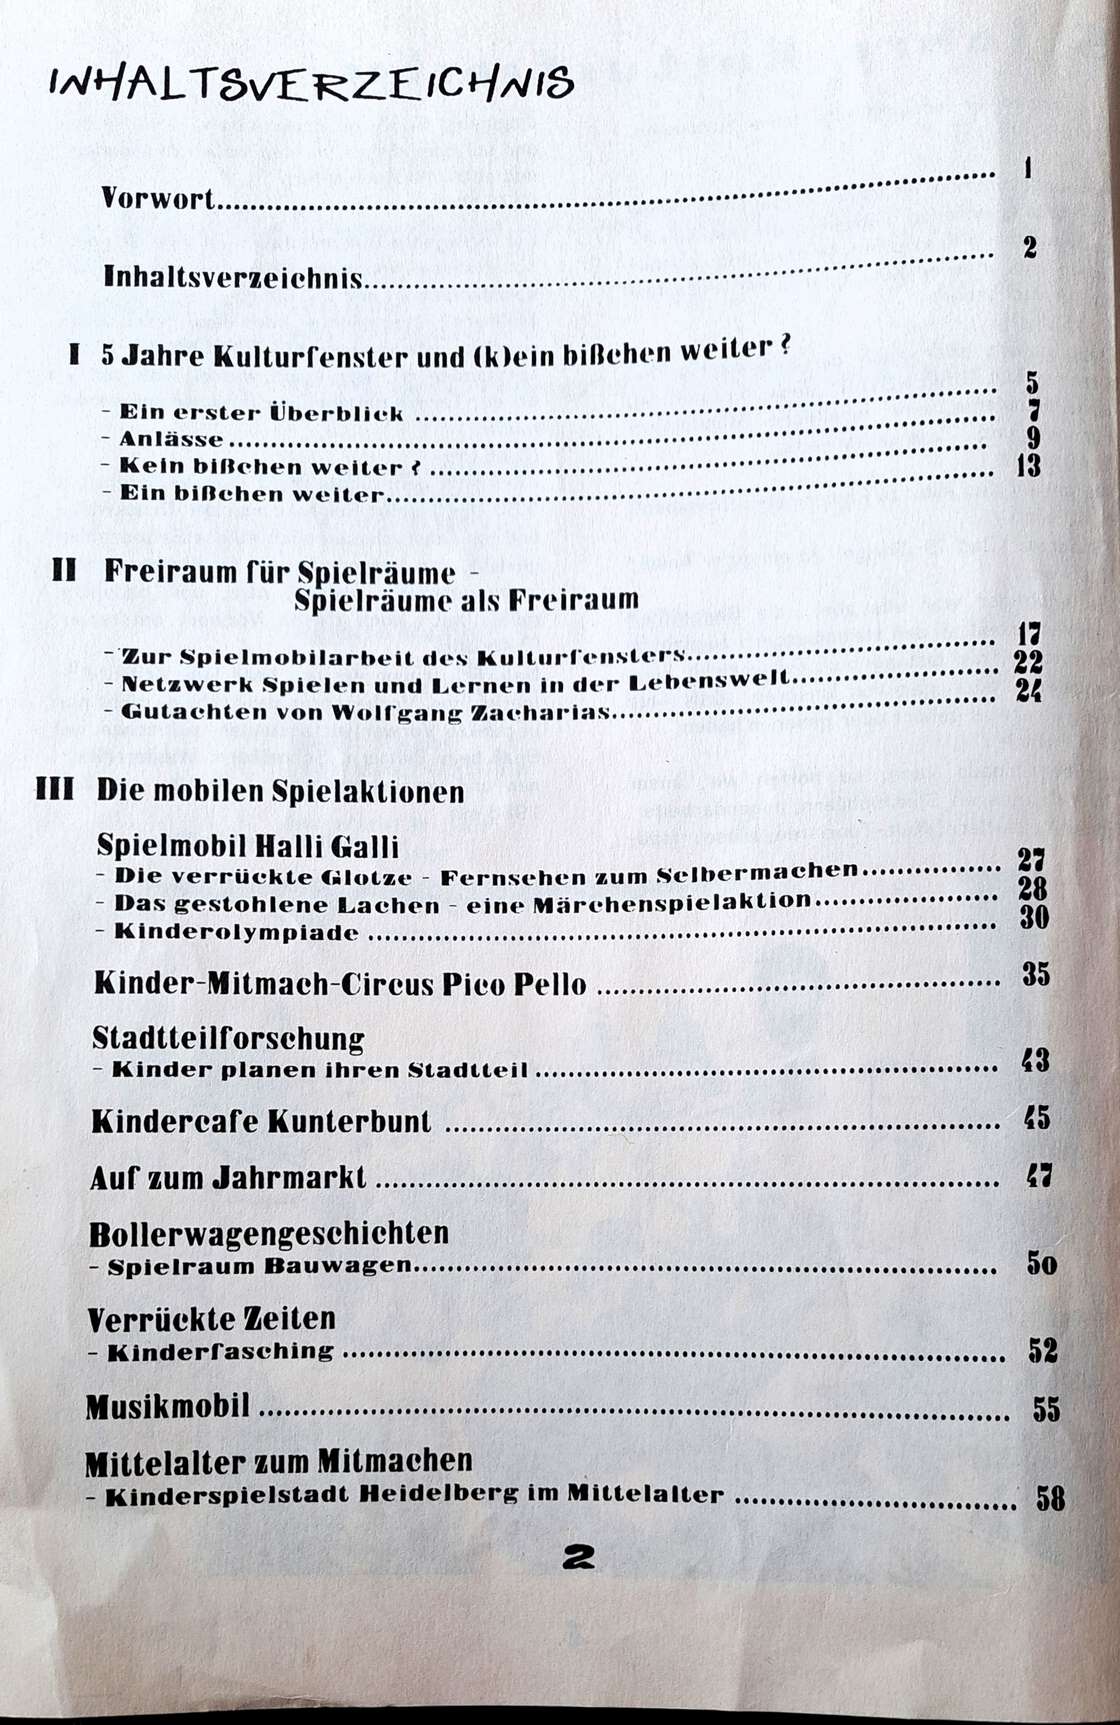 INHALTSVERZEICHNIS
Vorwort.......... 1
Inhaltsverzeichnis.......... 2
I 5 Jahre Kulturfenster und (k)ein bißchen weiter ?
- Ein erster Überblick .......... 5
- Anlässe .......... 7
- Kein bißchen weiter ? .......... 9
- Ein bißchen weiter.......... 13
II Freiraum für Spielräume -
Spielräume als Freiraum
- Zur Spielmobilarbeit des Kulturfensters.......... 17
- Netzwerk Spielen und Lernen in der Lebenswelt.......... 22
- Gutachten von Wolfgang Zacharias.......... 24
III Die mobilen Spielaktionen
Spielmobil Halli Galli
- Die verrückte Glotze - Fernsehen zum Selbermachen.......... 27
- Das gestohlene Lachen - eine Märchenspielaktion.......... 28
- Kinderolympiade .......... 30
Kinder-Mitmach-Circus Pico Pello .......... 35
Stadtteilforschung
- Kinder planen ihren Stadtteil .......... 43
Kindercafe Kunterbunt .......... 45
Auf zum Jahrmarkt .......... 47
Bollerwagengeschichten
- Spielraum Bauwagen.......... 50
Verrückte Zeiten
- Kinderfasching .......... 52
Musikmobil .......... 55
Mittelalter zum Mitmachen
- Kinderspielstadt Heidelberg im Mittelalter .......... 58
2